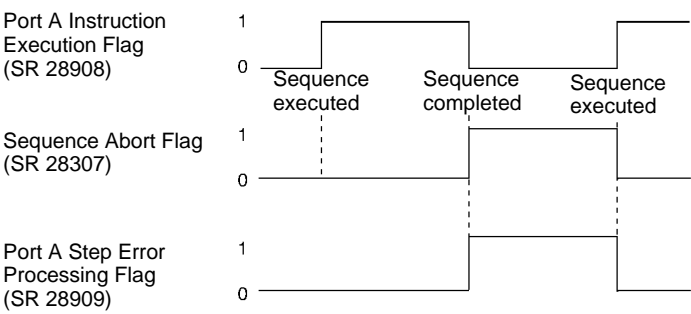 Port A Instruction
Execution Flag
(SR 28908)
1
0
Sequence
executed
Sequence
completed
Sequence
executed
Sequence Abort Flag
(SR 28307)
1
0
Port A Step Error
Processing Flag
(SR 28909)
1
0